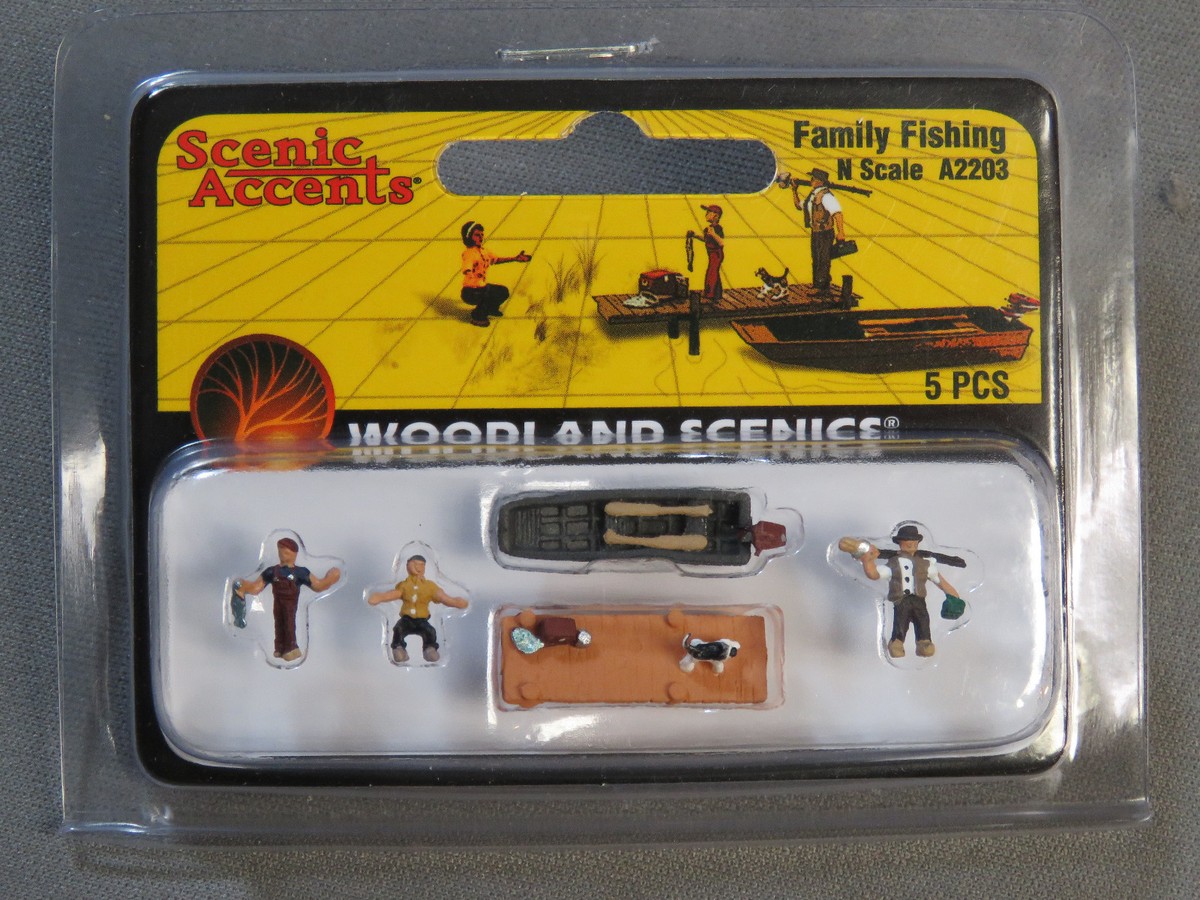 Scenic
Accents®
Family Fishing
N Scale A2203
5 PCS
WOODLAND SCENICS®